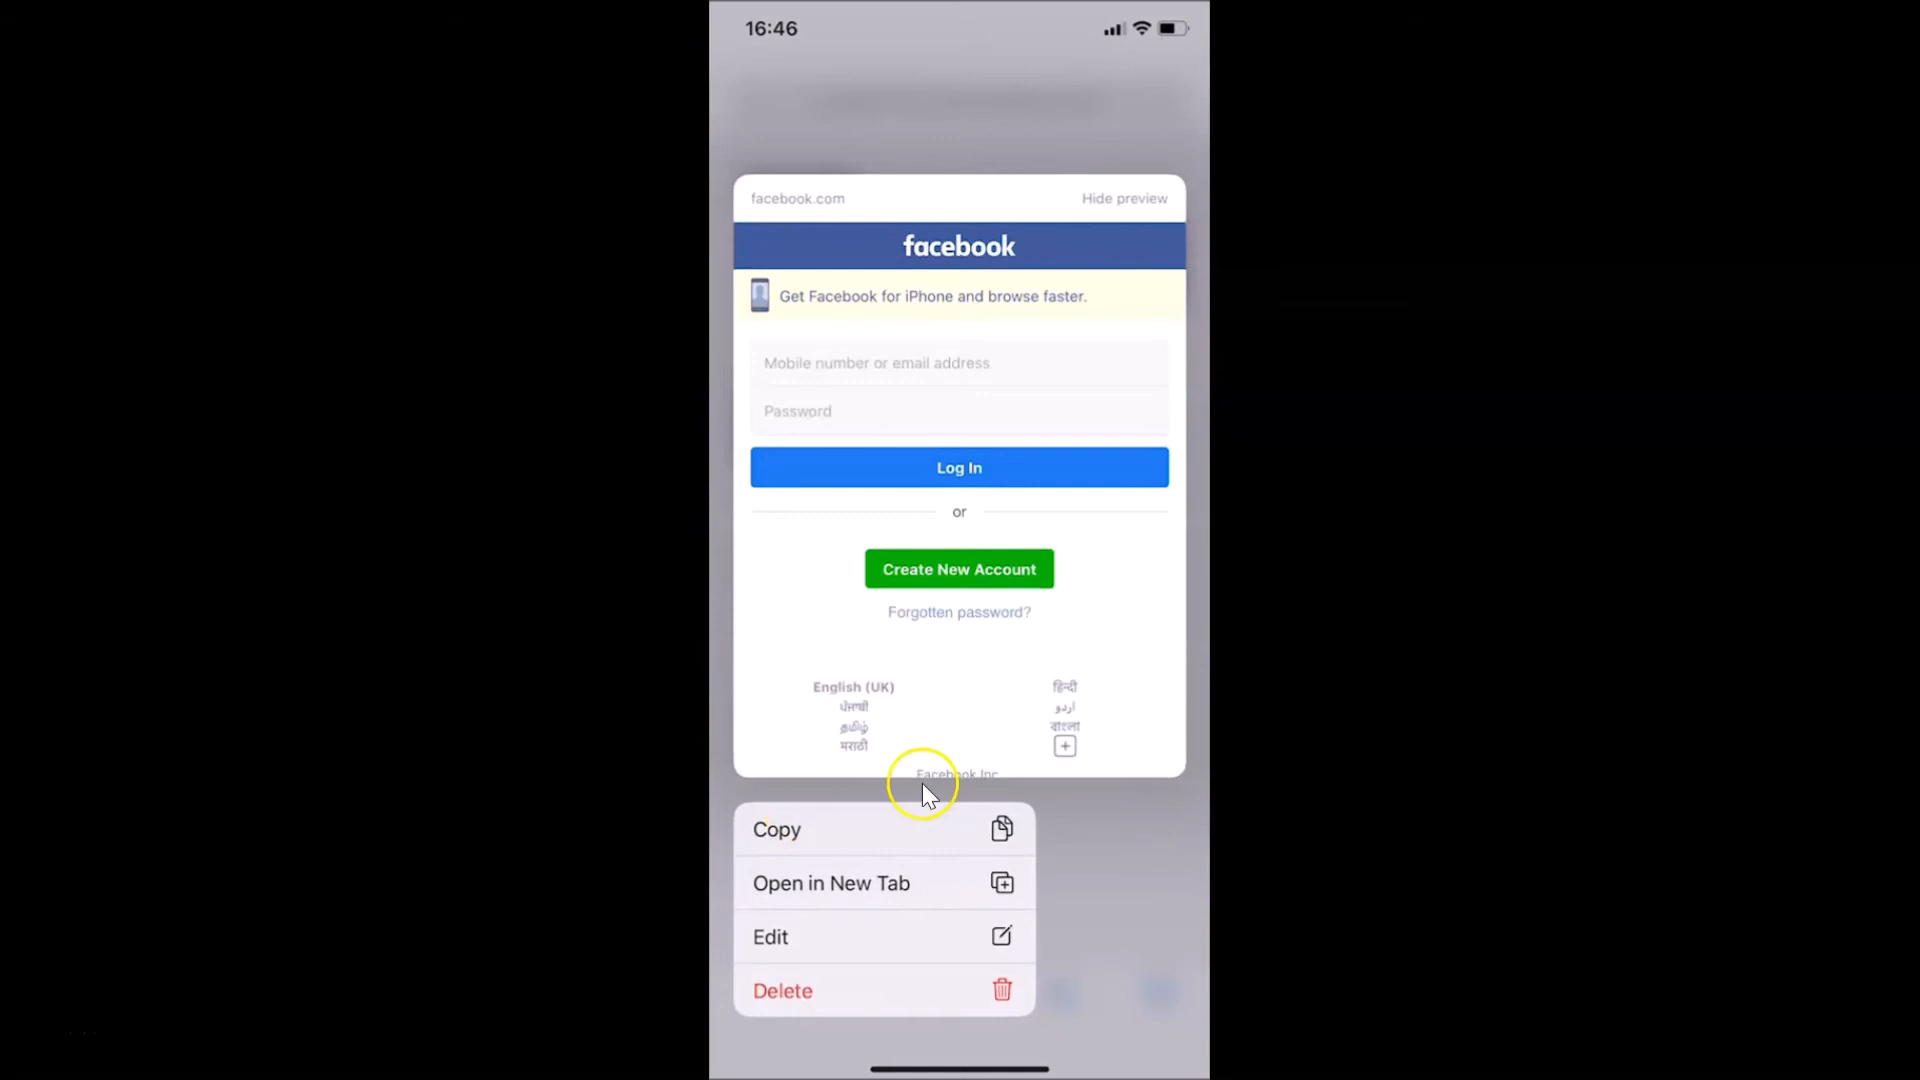 16:46
facebook.com Hide preview
facebook
Get Facebook for iPhone and browse faster.
Mobile number or email address
Password
Log In
or
Create New Account
Forgotten password?
English (UK) हिन्दी
ਪੰਜਾਬੀ اردو
தமிழ் বাংলা
मराठी
Facebook Inc
Copy
Open in New Tab
Edit
Delete